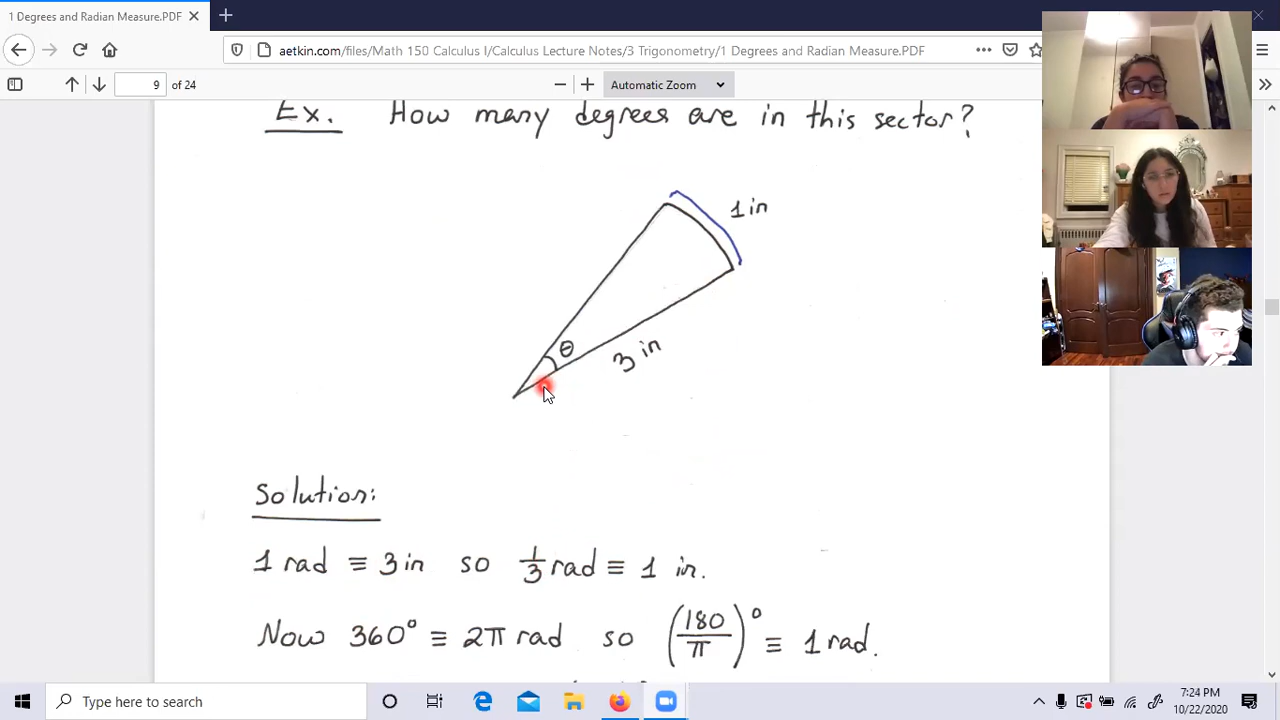 1 Degrees and Radian Measure.PDF
aetkin.com/files/Math 150 Calculus I/Calculus Lecture Notes/3 Trigonometry/1 Degrees and Radian Measure.PDF
9 of 24
Automatic Zoom
Ex. How many degrees are in this sector?
1 in
θ
3 in
Solution:
1 rad ≡ 3 in so 1/3 rad ≡ 1 in.
Now 360° ≡ 2π rad so (180/π)° ≡ 1 rad.
Type here to search
7:24 PM
10/22/2020